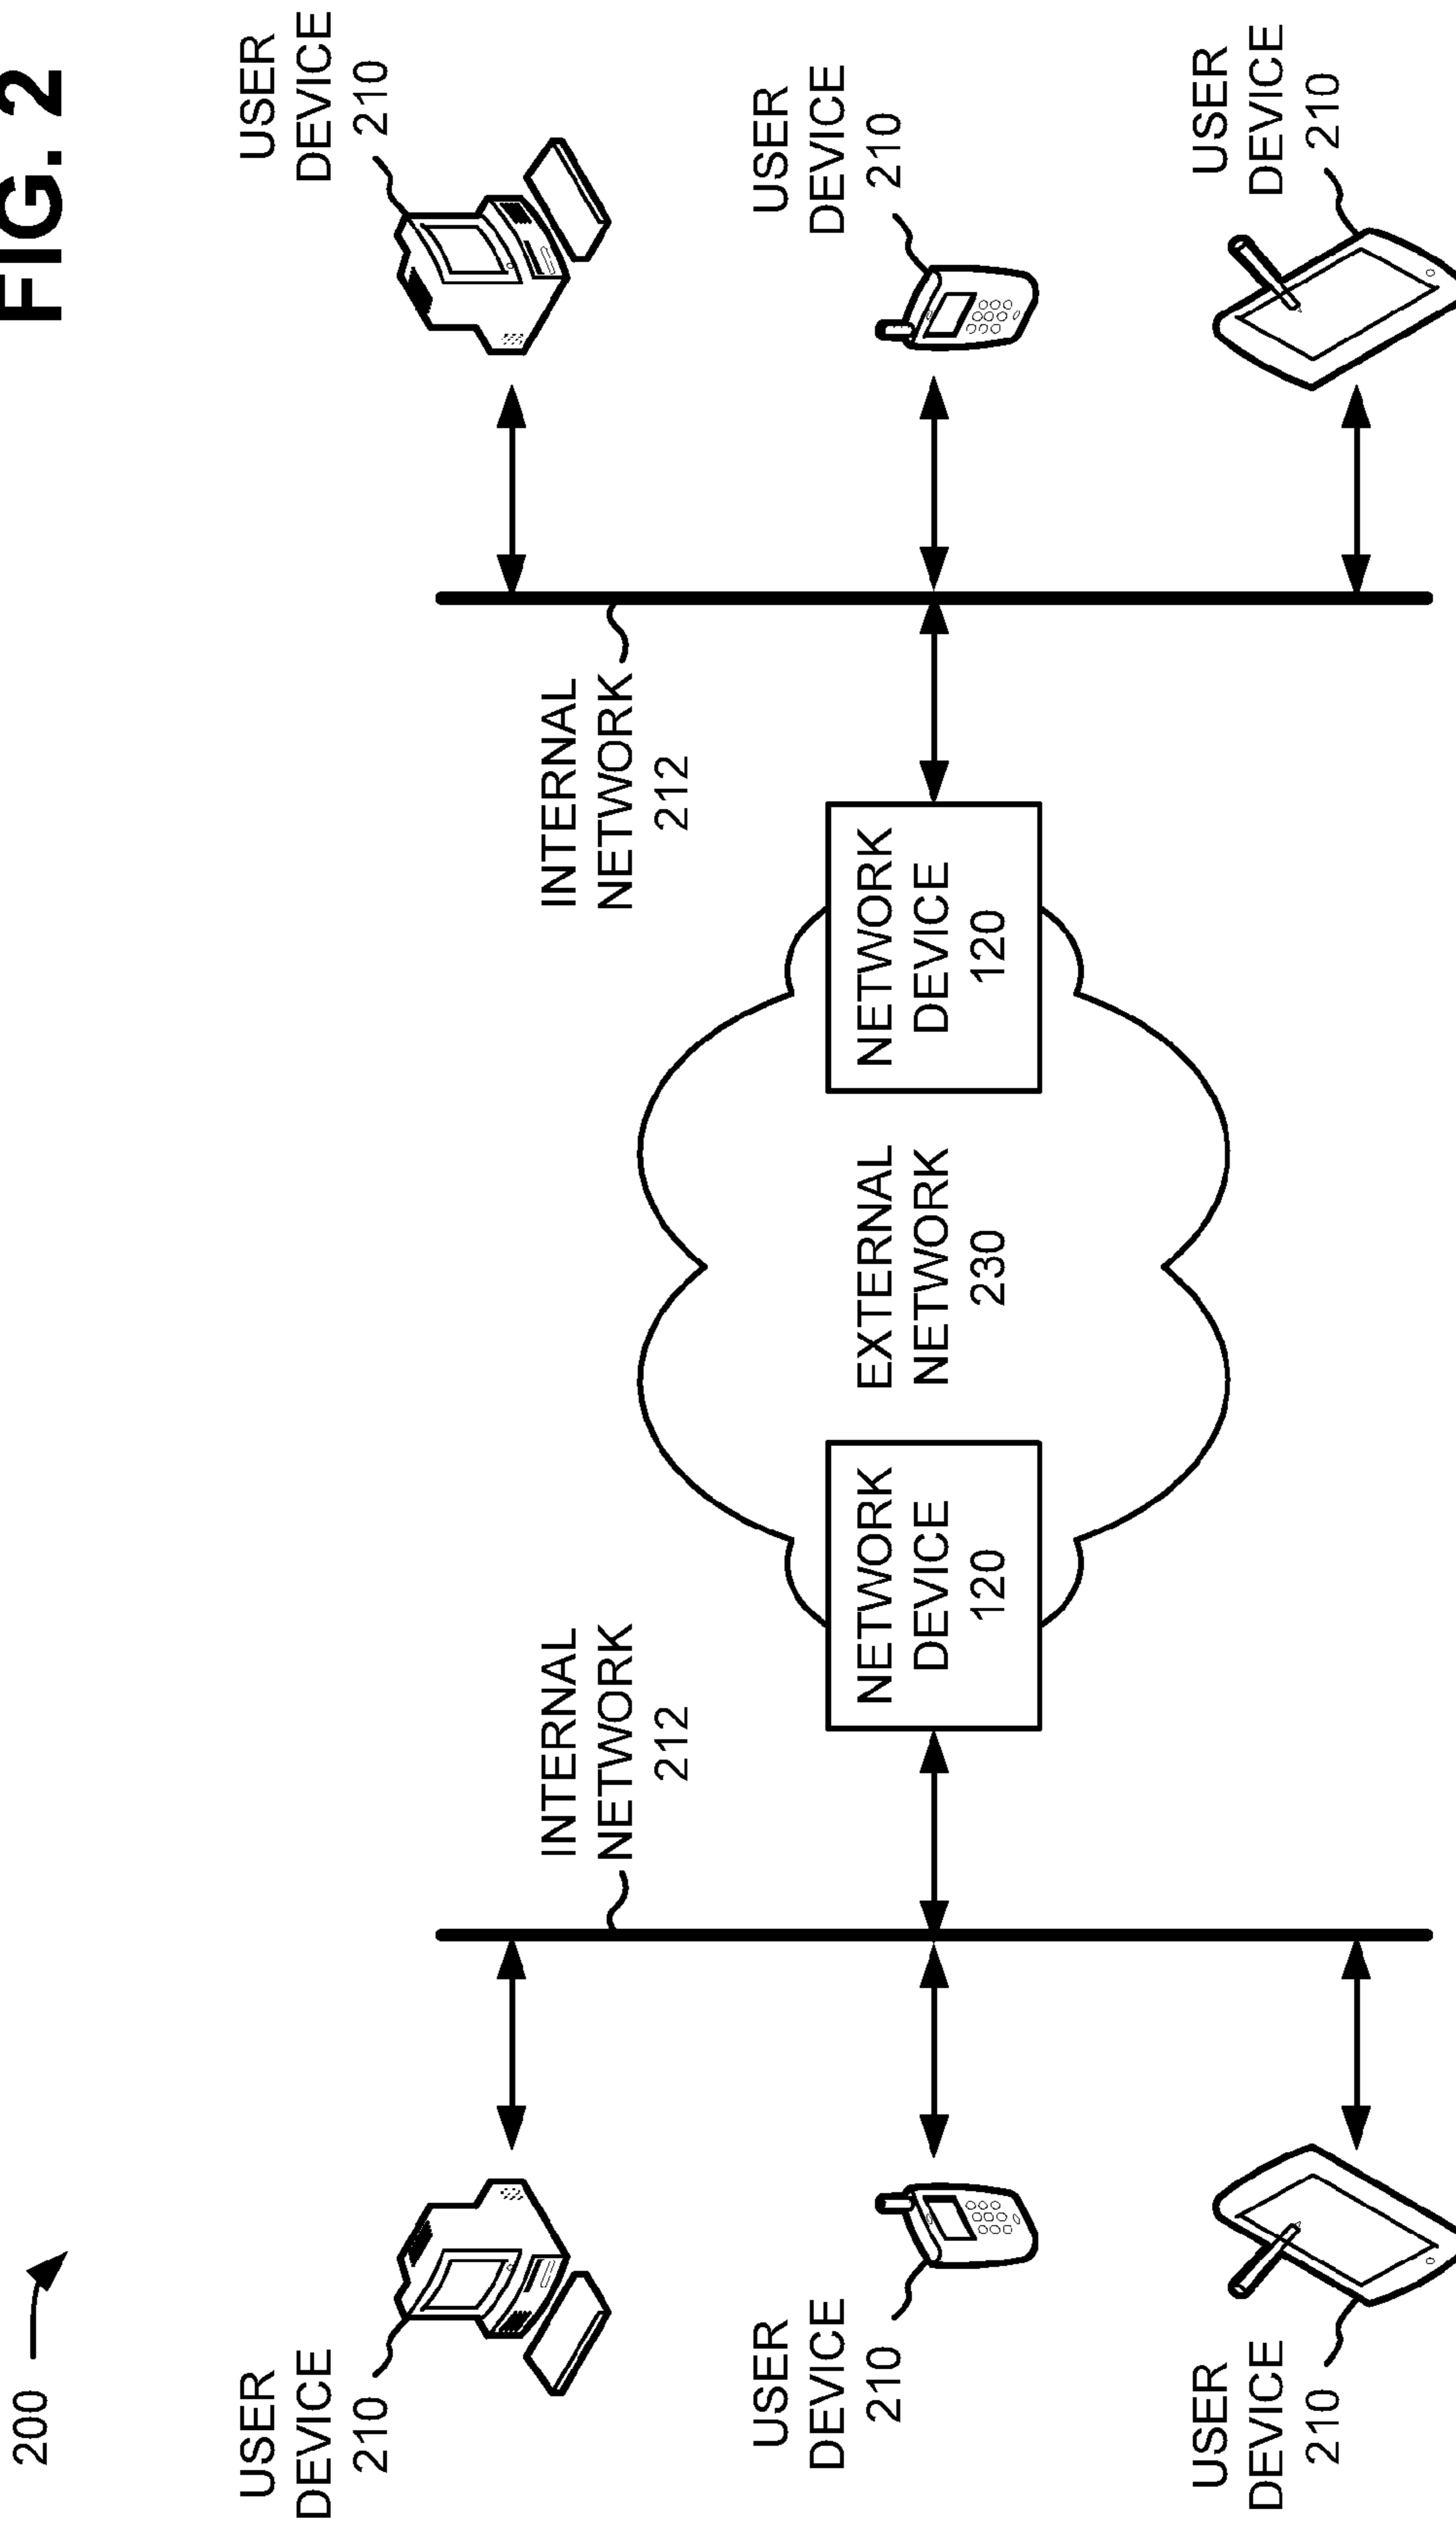 FIG. 2
200
USER
DEVICE
210
USER
DEVICE
210
INTERNAL
NETWORK
212
INTERNAL
NETWORK
212
USER
DEVICE
210
NETWORK
DEVICE
120
EXTERNAL
NETWORK
230
NETWORK
DEVICE
120
USER
DEVICE
210
USER
DEVICE
210
USER
DEVICE
210